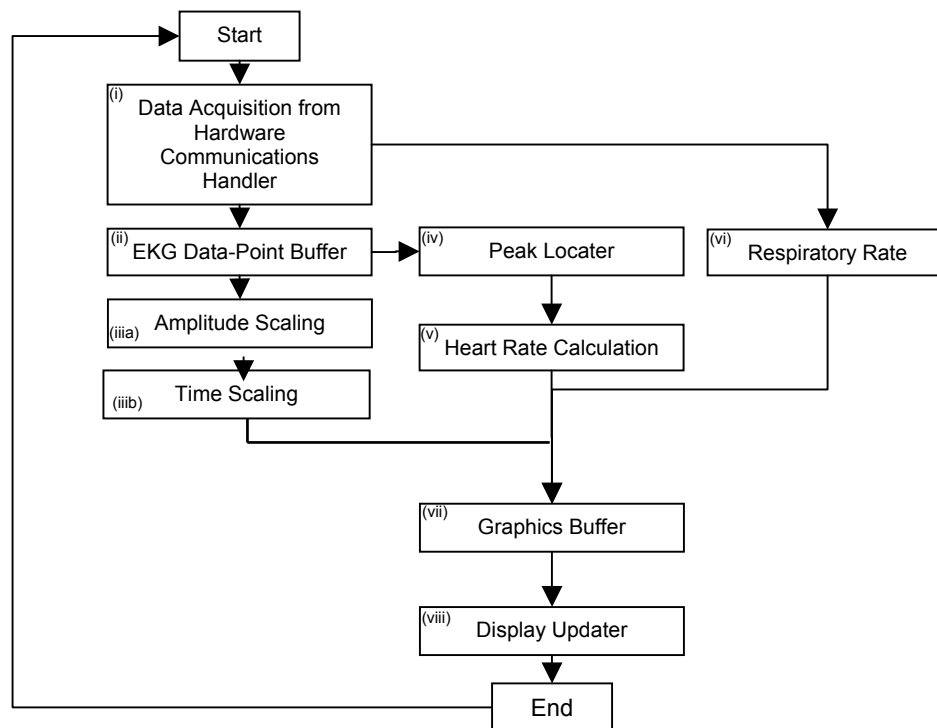 Start
(i)
Data Acquisition from
Hardware
Communications
Handler
(ii)
EKG Data-Point Buffer
(iv)
Peak Locater
(vi)
Respiratory Rate
(iiia)
Amplitude Scaling
(v)
Heart Rate Calculation
(iiib)
Time Scaling
(vii)
Graphics Buffer
(viii)
Display Updater
End